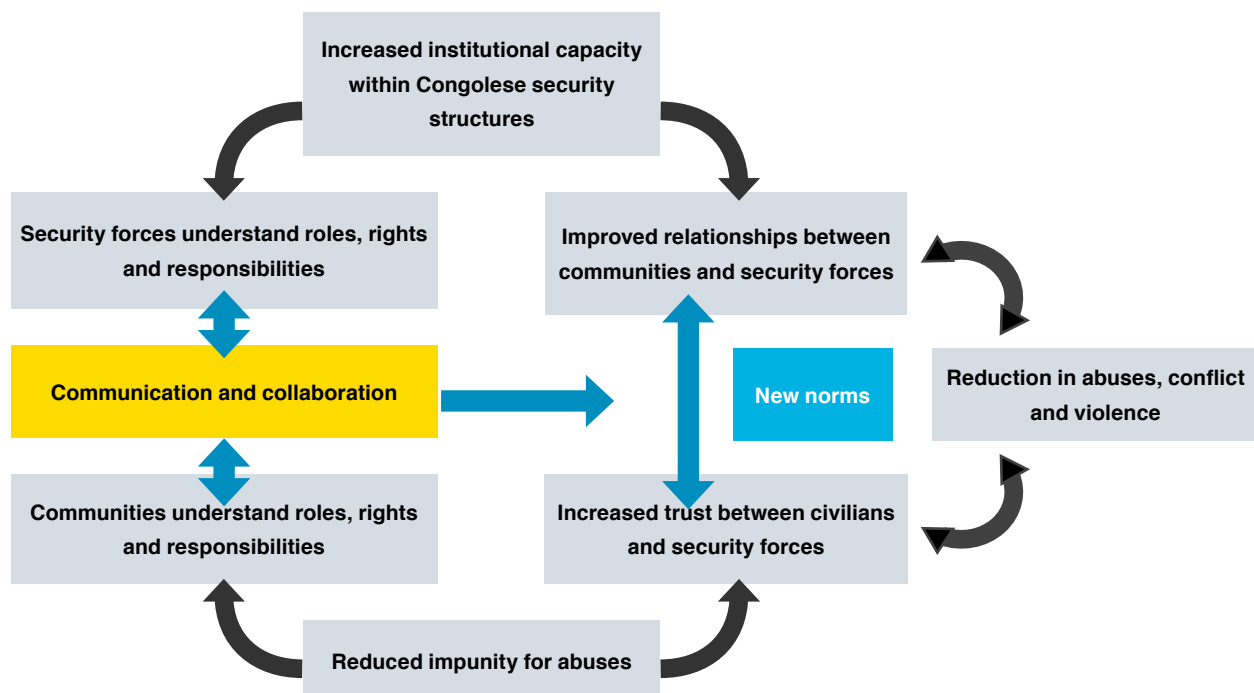 Increased institutional capacity
within Congolese security
structures
Security forces understand roles, rights
and responsibilities
Improved relationships between
communities and security forces
Communication and collaboration
New norms
Reduction in abuses, conflict
and violence
Communities understand roles, rights
and responsibilities
Increased trust between civilians
and security forces
Reduced impunity for abuses